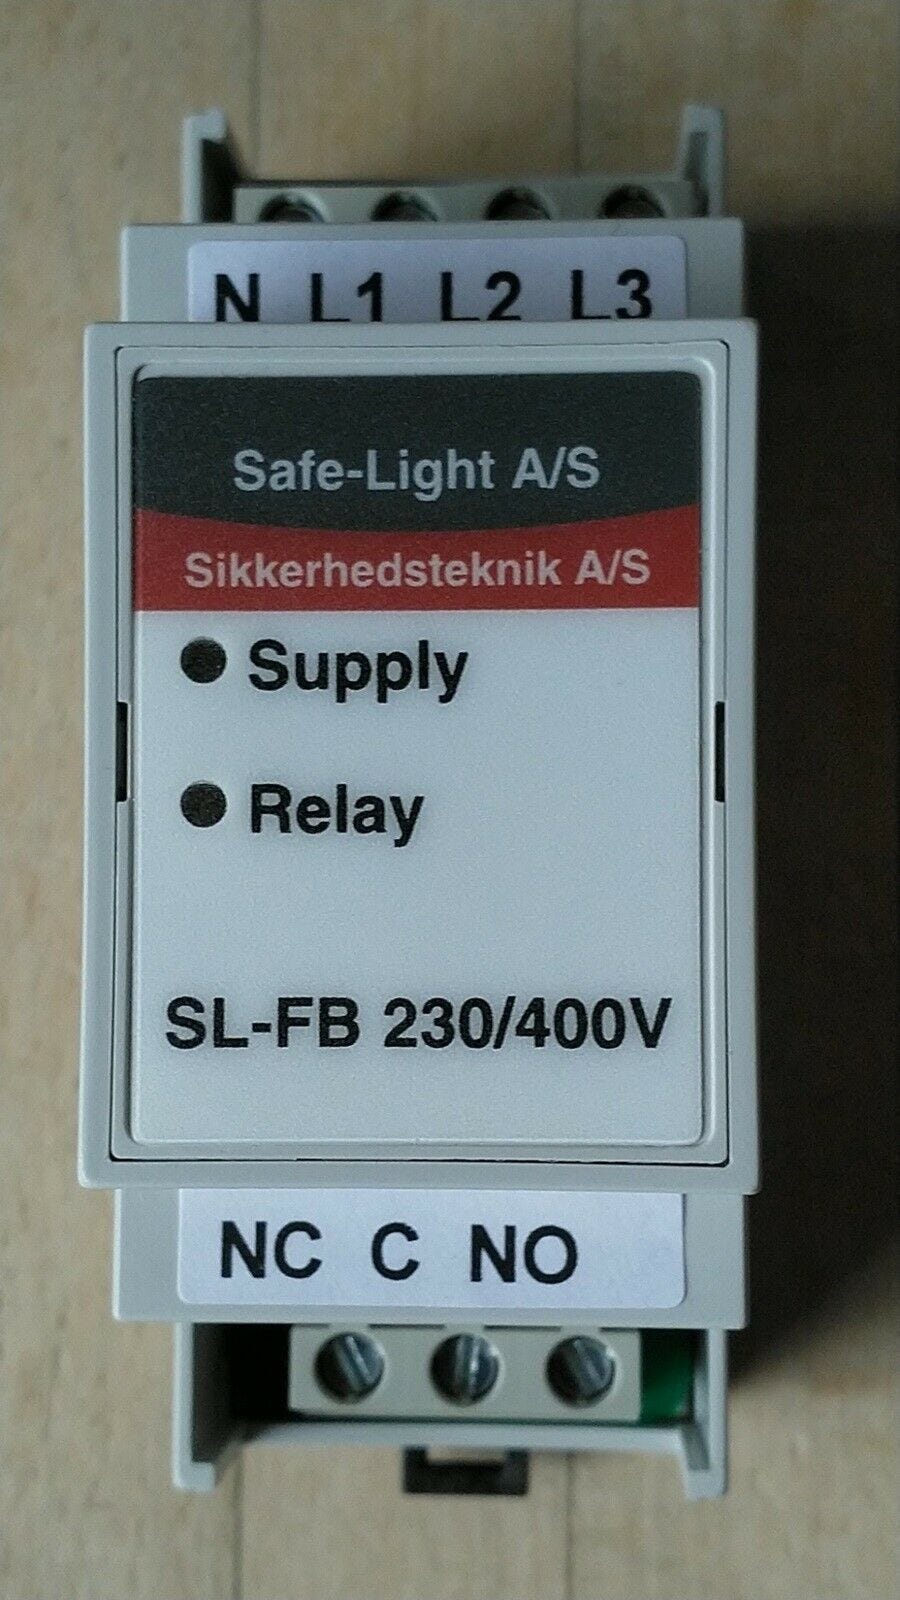 N L1 L2 L3
Safe-Light A/S
Sikkerhedsteknik A/S
Supply
Relay
SL-FB 230/400V
NC C NO